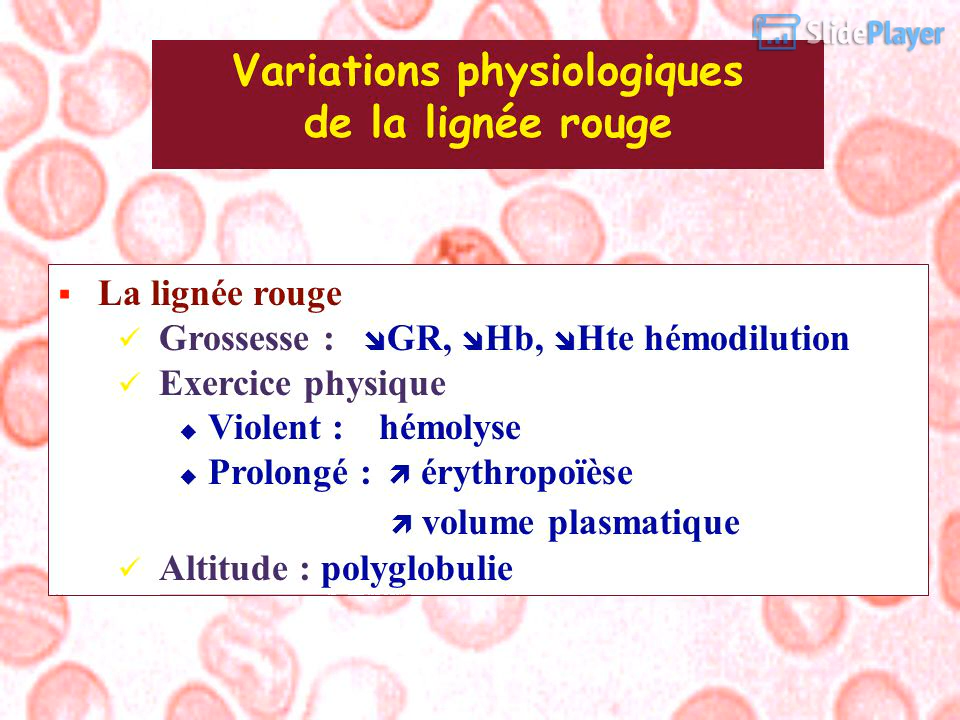 SlidePlayer
Variations physiologiques
de la lignée rouge
▪ La lignée rouge
✓ Grossesse : ➘GR, ➘Hb, ➘Hte hémodilution
✓ Exercice physique
◆ Violent : hémolyse
◆ Prolongé : ➚ érythropoïèse
➚ volume plasmatique
✓ Altitude : polyglobulie